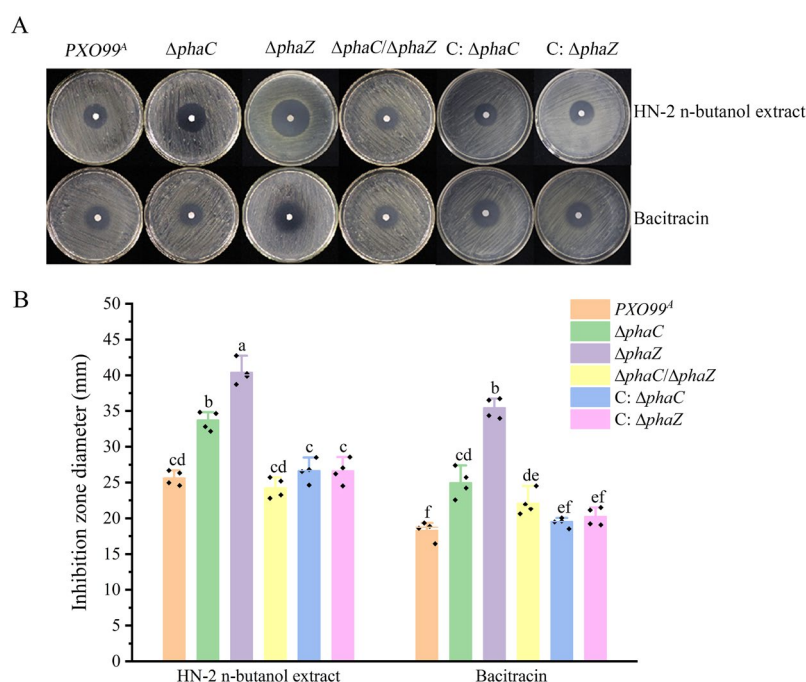 A
PXO99ᴬ ΔphaC ΔphaZ ΔphaC/ΔphaZ C: ΔphaC C: ΔphaZ
HN-2 n-butanol extract
Bacitracin
B
Inhibition zone diameter (mm)
50
45
40
35
30
25
20
15
10
5
0
cd b a cd c c
f cd b de ef ef
PXO99ᴬ
ΔphaC
ΔphaZ
ΔphaC/ΔphaZ
C: ΔphaC
C: ΔphaZ
HN-2 n-butanol extract Bacitracin